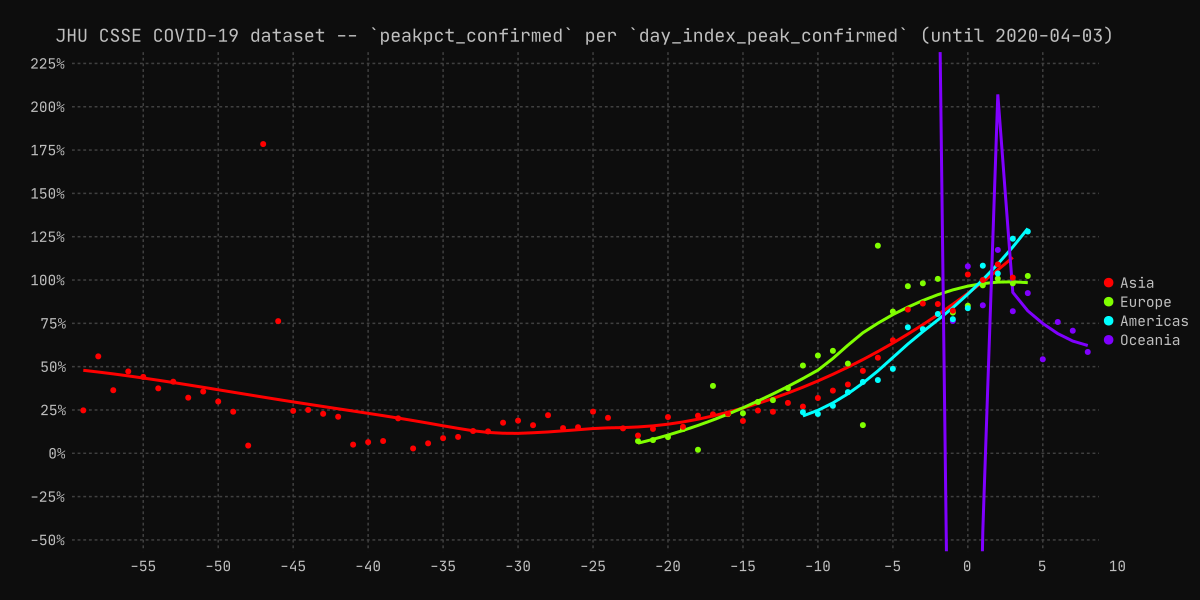 JHU CSSE COVID-19 dataset -- `peakpct_confirmed` per `day_index_peak_confirmed` (until 2020-04-03)
225%
200%
175%
150%
125%
100%
75%
50%
25%
0%
-25%
-50%
-55 -50 -45 -40 -35 -30 -25 -20 -15 -10 -5 0 5 10
Asia
Europe
Americas
Oceania